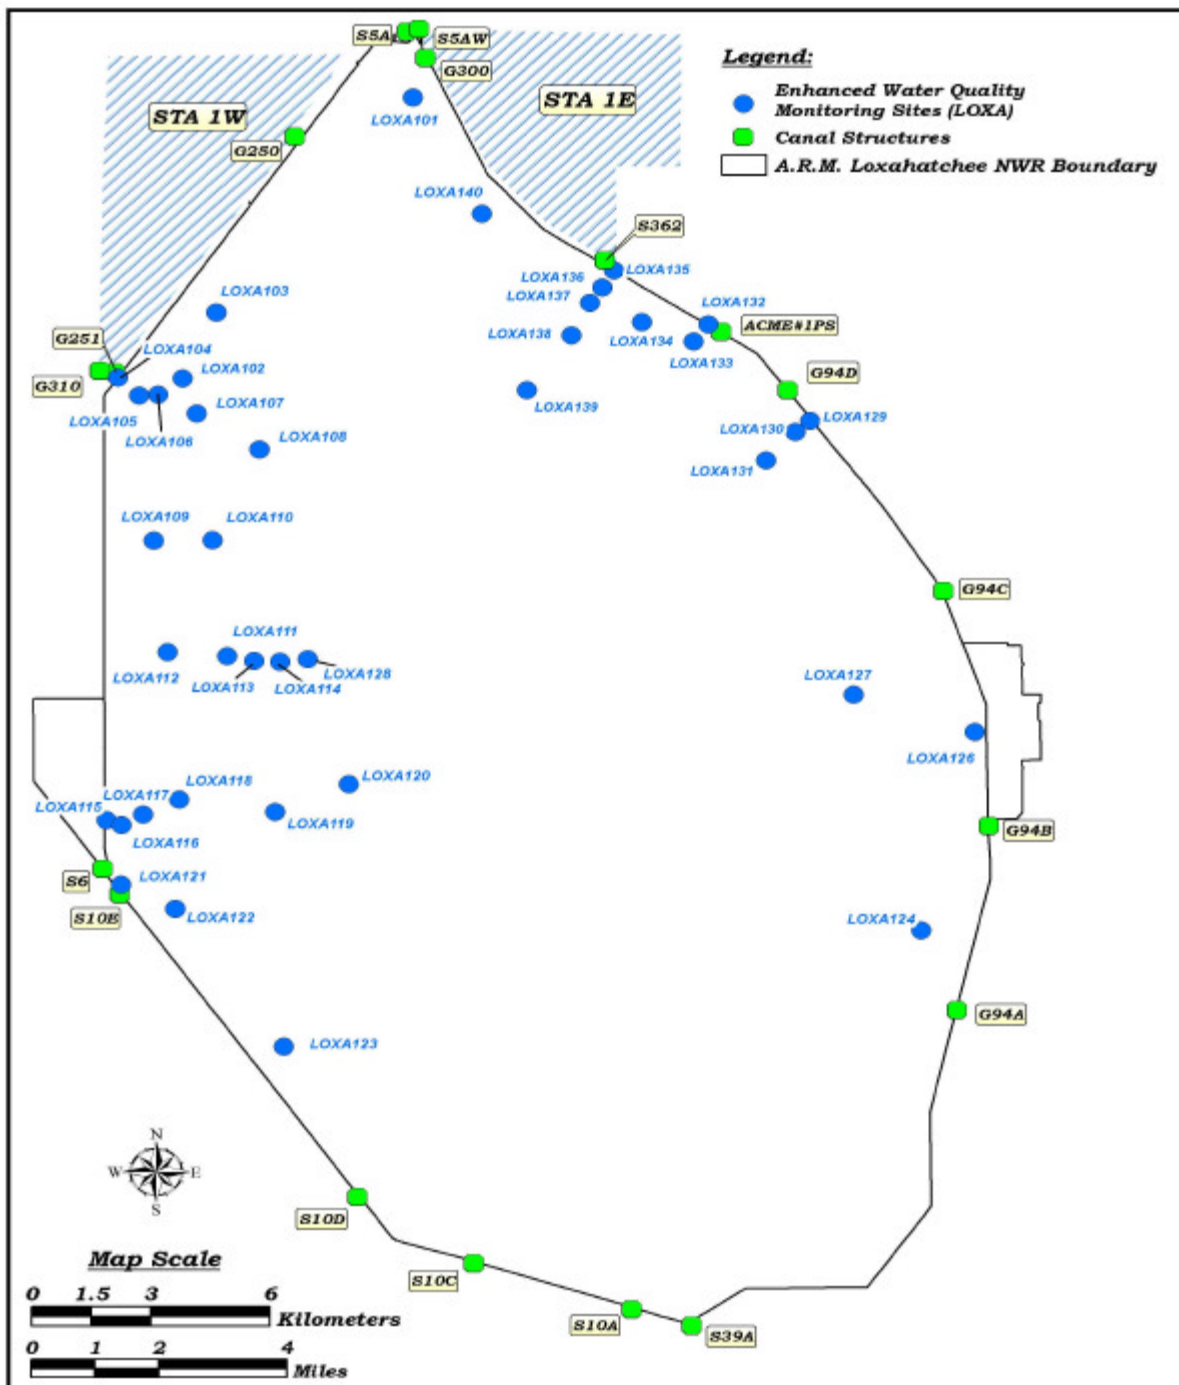 S5A
S5AW
G300
Legend:
Enhanced Water Quality
Monitoring Sites (LOXA)
Canal Structures
A.R.M. Loxahatchee NWR Boundary
STA 1W
STA 1E
LOXA101
G250
LOXA140
S362
LOXA135
LOXA136
LOXA137
LOXA103
LOXA132
ACME#1PS
G251
LOXA104
LOXA138
LOXA134
LOXA133
LOXA102
G310
G94D
LOXA139
LOXA105
LOXA107
LOXA106
LOXA129
LOXA130
LOXA108
LOXA131
LOXA109
LOXA110
G94C
LOXA111
LOXA112
LOXA113
LOXA114
LOXA128
LOXA127
LOXA126
LOXA120
LOXA118
LOXA117
LOXA115
LOXA119
LOXA116
G94B
S6
LOXA121
S10E
LOXA122
LOXA124
G94A
LOXA123
N
W E
S
S10D
Map Scale
S10C
0 1.5 3 6
Kilometers
S10A
S39A
0 1 2 4
Miles